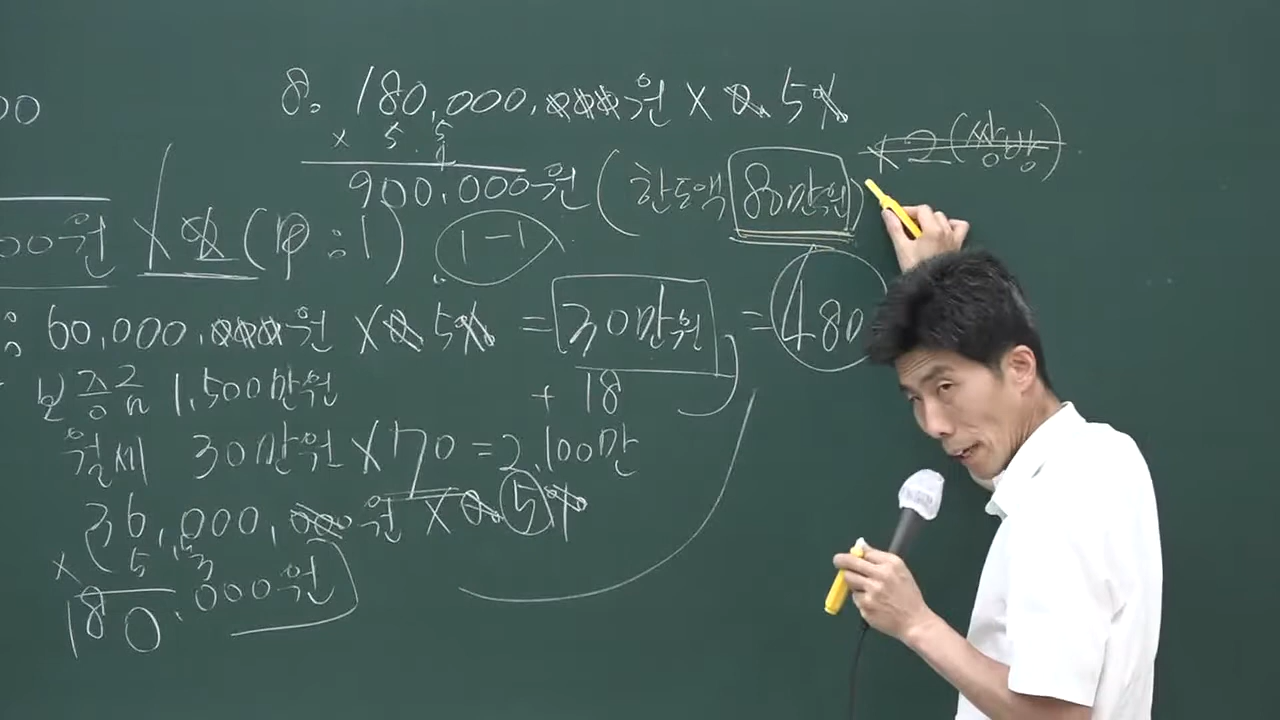 00
8. 180,000,000원 X 0.5%
X 5.5
X 2 (쌍방)
900,000원 (한도액 80만원)
00원 X 2 (p:1) 1-1
: 60,000,000원 X 0.5% = 30만원 = 480
보증금 1,500만원 + 18
월세 30만원 X 70 = 2,100만
36,000,000원 X 0.5%
X 5
180,000원